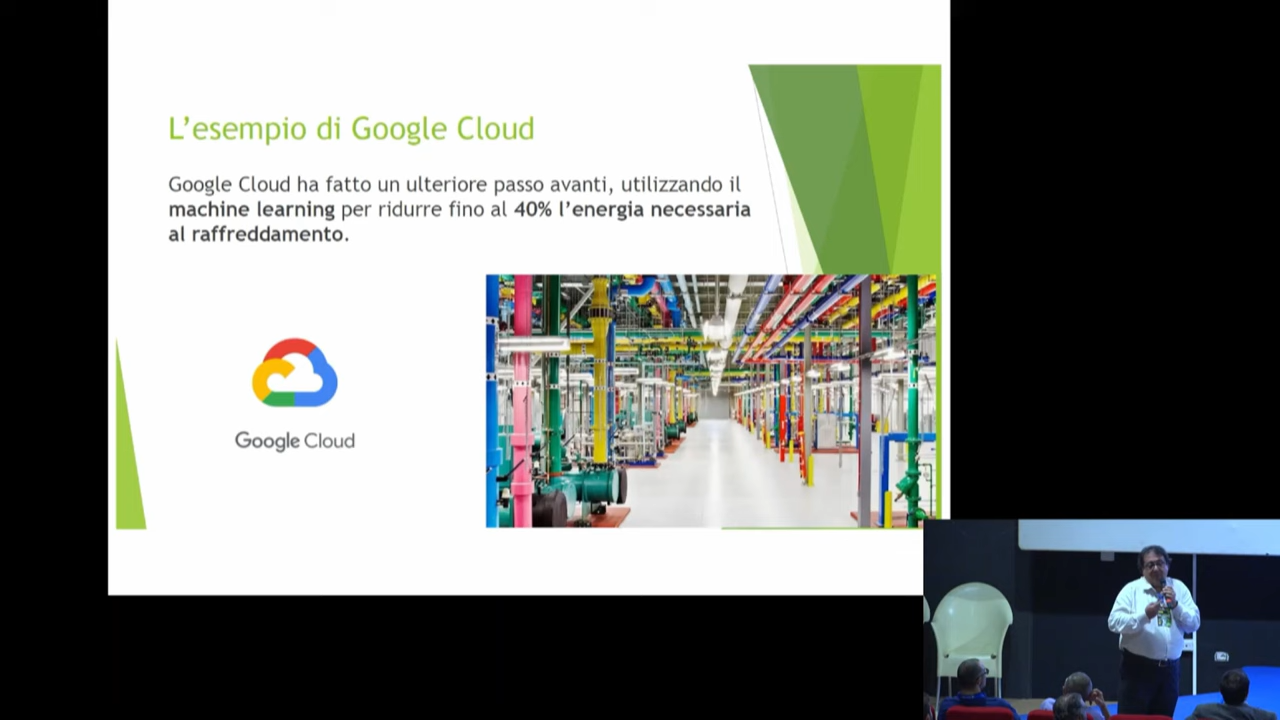 L’esempio di Google Cloud
Google Cloud ha fatto un ulteriore passo avanti, utilizzando il
machine learning per ridurre fino al 40% l’energia necessaria
al raffreddamento.
Google Cloud